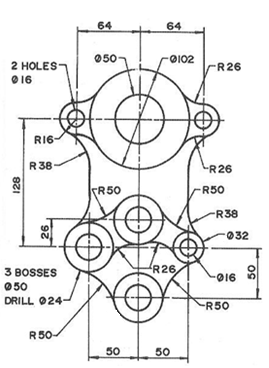 64
64
Ø50
Ø102
2 HOLES
Ø16
R26
R16
R38
R26
128
R50
R50
26
R38
Ø32
3 BOSSES
Ø50
DRILL Ø24
R26
Ø16
50
R50
R50
50
50